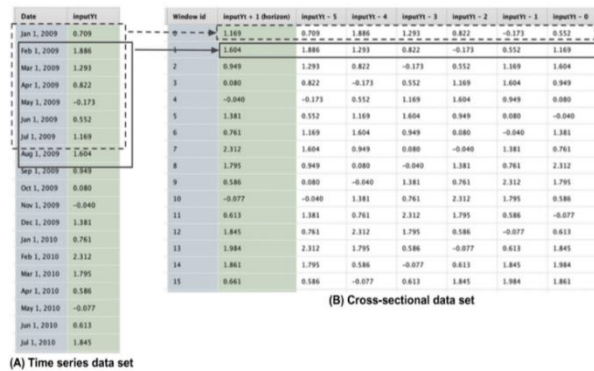 Date inputYt
Jan 1, 2009 0.709
Feb 1, 2009 1.886
Mar 1, 2009 1.293
Apr 1, 2009 0.822
May 1, 2009 -0.173
Jun 1, 2009 0.552
Jul 1, 2009 1.169
Aug 1, 2009 1.604
Sep 1, 2009 0.949
Oct 1, 2009 0.080
Nov 1, 2009 -0.040
Dec 1, 2009 1.381
Jan 1, 2010 0.761
Feb 1, 2010 2.312
Mar 1, 2010 1.795
Apr 1, 2010 0.586
May 1, 2010 -0.077
Jun 1, 2010 0.613
Jul 1, 2010 1.845
(A) Time series data set
Window id inputYt + 1 (horizon) inputYt - 5 inputYt - 4 inputYt - 3 inputYt - 2 inputYt - 1 inputYt - 0
0 1.169 0.709 1.886 1.293 0.822 -0.173 0.552
1 1.604 1.886 1.293 0.822 -0.173 0.552 1.169
2 0.949 1.293 0.822 -0.173 0.552 1.169 1.604
3 0.080 0.822 -0.173 0.552 1.169 1.604 0.949
4 -0.040 -0.173 0.552 1.169 1.604 0.949 0.080
5 1.381 0.552 1.169 1.604 0.949 0.080 -0.040
6 0.761 1.169 1.604 0.949 0.080 -0.040 1.381
7 2.312 1.604 0.949 0.080 -0.040 1.381 0.761
8 1.795 0.949 0.080 -0.040 1.381 0.761 2.312
9 0.586 0.080 -0.040 1.381 0.761 2.312 1.795
10 -0.077 -0.040 1.381 0.761 2.312 1.795 0.586
11 0.613 1.381 0.761 2.312 1.795 0.586 -0.077
12 1.845 0.761 2.312 1.795 0.586 -0.077 0.613
13 1.984 2.312 1.795 0.586 -0.077 0.613 1.845
14 1.861 1.795 0.586 -0.077 0.613 1.845 1.984
15 0.661 0.586 -0.077 0.613 1.845 1.984 1.861
(B) Cross-sectional data set